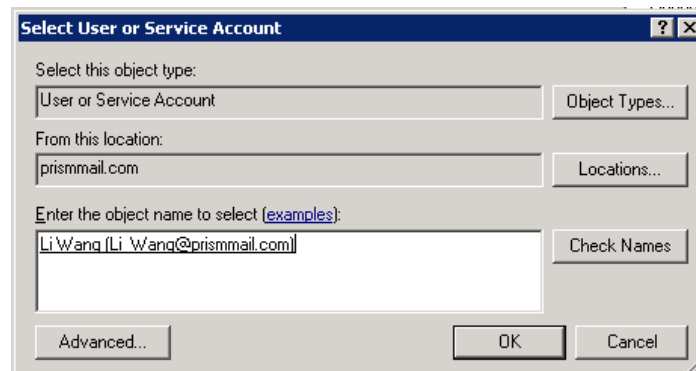 Select User or Service Account
Select this object type:
User or Service Account
Object Types...
From this location:
prismmail.com
Locations...
Enter the object name to select (examples):
Li Wang (Li_Wang@prismmail.com)
Check Names
Advanced...
OK
Cancel